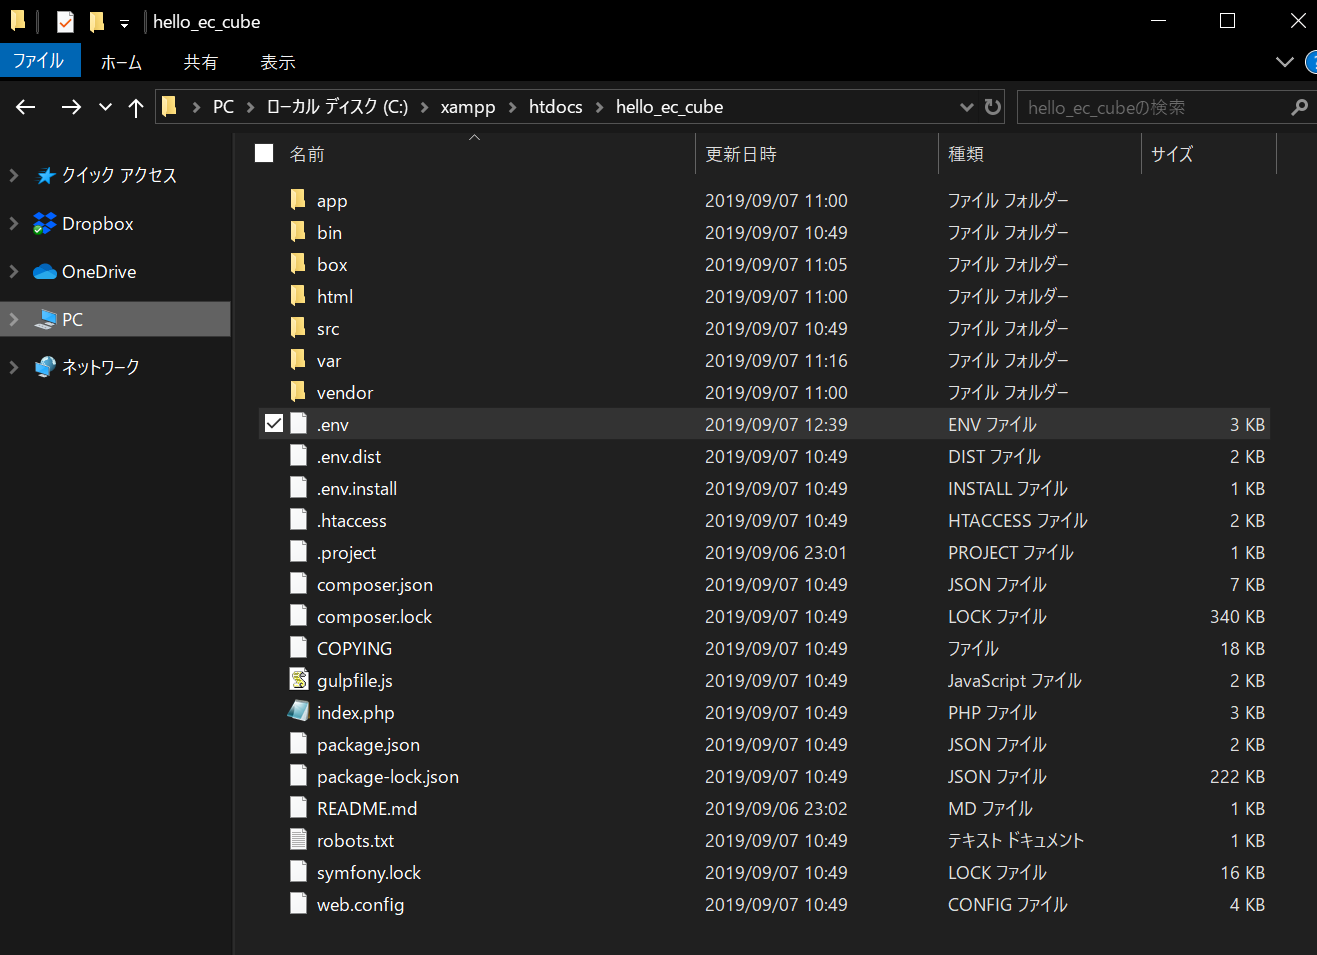 hello_ec_cube
ファイル ホーム 共有 表示
PC ローカル ディスク (C:) xampp htdocs hello_ec_cube hello_ec_cubeの検索
クイック アクセス
Dropbox
OneDrive
PC
ネットワーク
名前 更新日時 種類 サイズ
app 2019/09/07 11:00 ファイル フォルダー
bin 2019/09/07 10:49 ファイル フォルダー
box 2019/09/07 11:05 ファイル フォルダー
html 2019/09/07 11:00 ファイル フォルダー
src 2019/09/07 10:49 ファイル フォルダー
var 2019/09/07 11:16 ファイル フォルダー
vendor 2019/09/07 11:00 ファイル フォルダー
.env 2019/09/07 12:39 ENV ファイル 3 KB
.env.dist 2019/09/07 10:49 DIST ファイル 2 KB
.env.install 2019/09/07 10:49 INSTALL ファイル 1 KB
.htaccess 2019/09/07 10:49 HTACCESS ファイル 2 KB
.project 2019/09/06 23:01 PROJECT ファイル 1 KB
composer.json 2019/09/07 10:49 JSON ファイル 7 KB
composer.lock 2019/09/07 10:49 LOCK ファイル 340 KB
COPYING 2019/09/07 10:49 ファイル 18 KB
gulpfile.js 2019/09/07 10:49 JavaScript ファイル 2 KB
index.php 2019/09/07 10:49 PHP ファイル 3 KB
package.json 2019/09/07 10:49 JSON ファイル 2 KB
package-lock.json 2019/09/07 10:49 JSON ファイル 222 KB
README.md 2019/09/06 23:02 MD ファイル 1 KB
robots.txt 2019/09/07 10:49 テキスト ドキュメント 1 KB
symfony.lock 2019/09/07 10:49 LOCK ファイル 16 KB
web.config 2019/09/07 10:49 CONFIG ファイル 4 KB